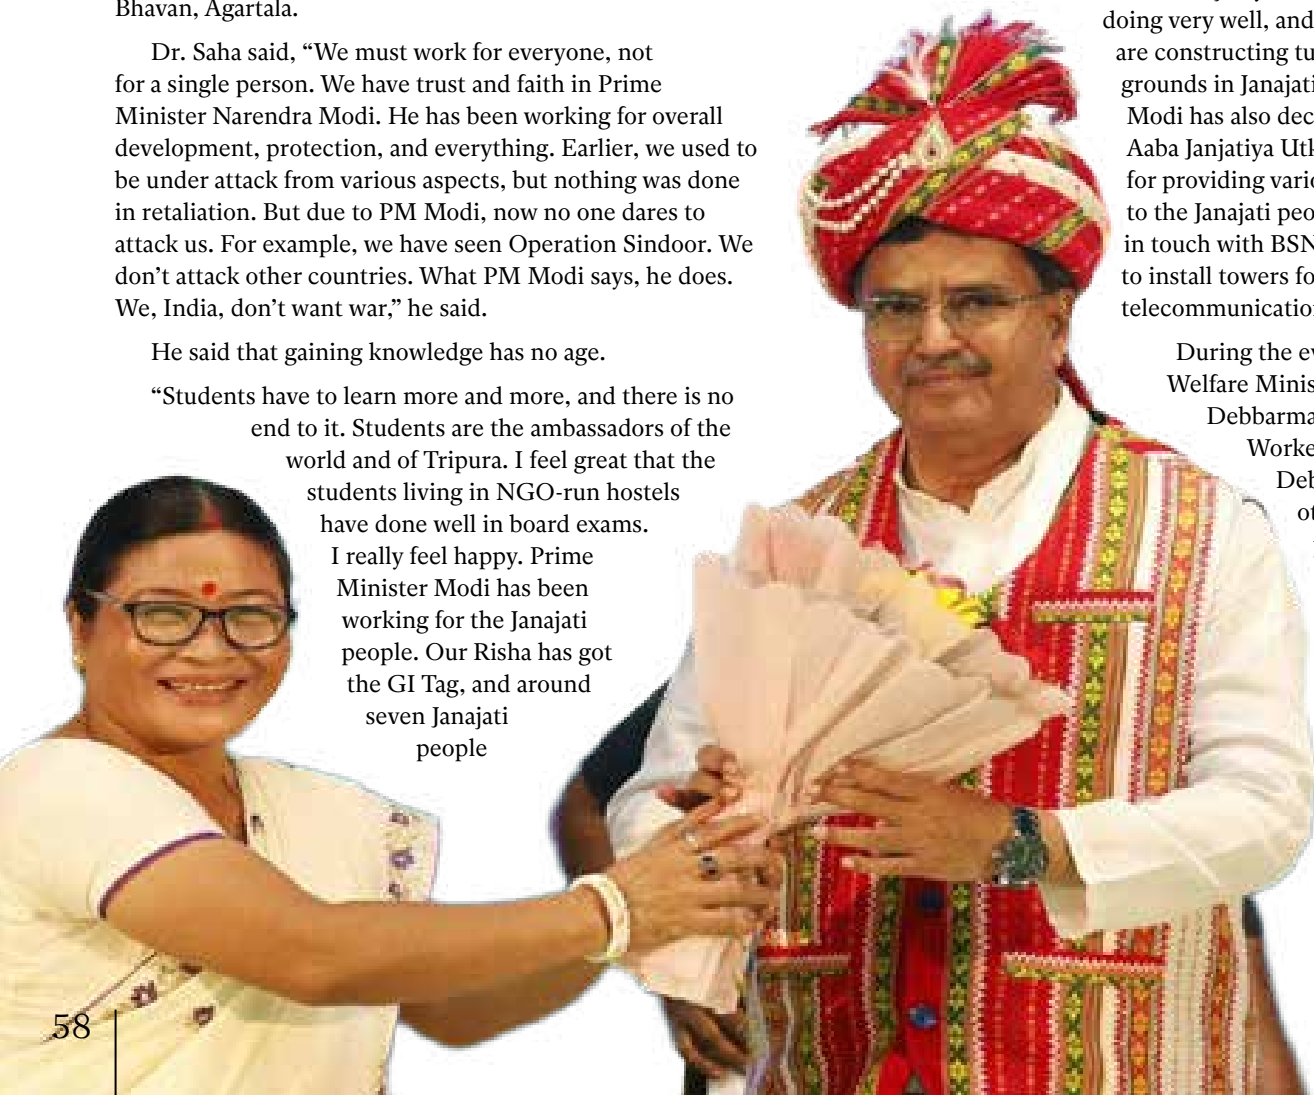 Bhavan, Agartala.
Dr. Saha said, “We must work for everyone, not
for a single person. We have trust and faith in Prime
Minister Narendra Modi. He has been working for overall
development, protection, and everything. Earlier, we used to
be under attack from various aspects, but nothing was done
in retaliation. But due to PM Modi, now no one dares to
attack us. For example, we have seen Operation Sindoor. We
don’t attack other countries. What PM Modi says, he does.
We, India, don’t want war,” he said.
He said that gaining knowledge has no age.
“Students have to learn more and more, and there is no
end to it. Students are the ambassadors of the
world and of Tripura. I feel great that the
students living in NGO-run hostels
have done well in board exams.
I really feel happy. Prime
Minister Modi has been
working for the Janajati
people. Our Risha has got
the GI Tag, and around
seven Janajati
people
doing very well, and
are constructing
grounds in Janajati
Modi has also
Aaba Janjatiya
for providing
to the Janajati
in touch with
to install towers
During the
Welfare
Debbarma
58